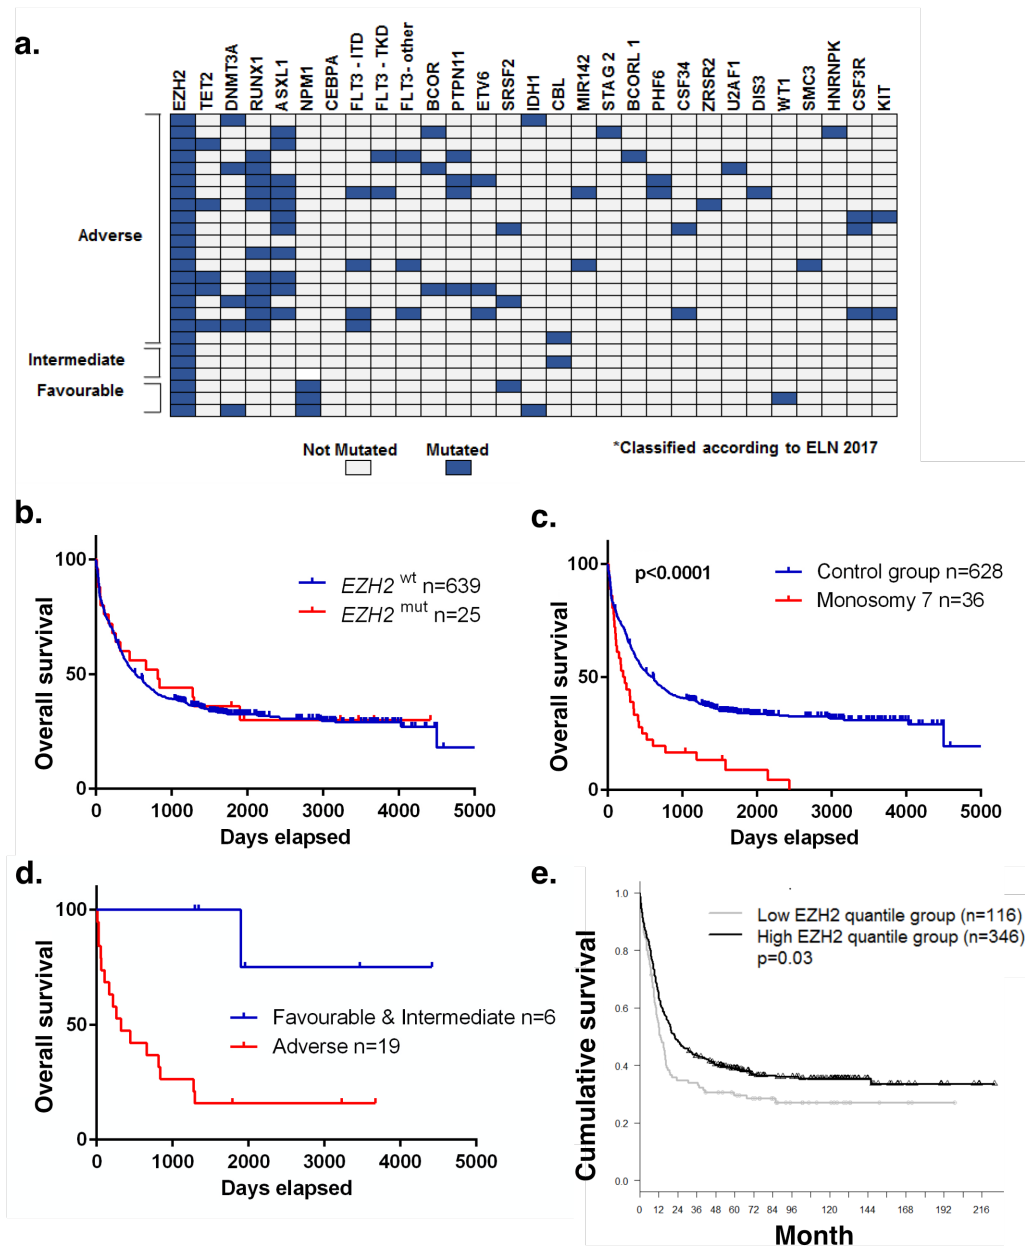 a.
EZH2 TET2 DNMT3A RUNX1 ASXL1 NPM1 CEBPA FLT3 - ITD FLT3 - TKD FLT3- other BCOR PTPN11 ETV6 SRSF2 IDH1 CBL MIR142 STAG 2 BCORL 1 PHF6 CSF34 ZRSR2 U2AF1 DIS3 WT1 SMC3 HNRNPK CSF3R KIT
Adverse
Intermediate
Favourable
Not Mutated
Mutated
*Classified according to ELN 2017
b.
Overall survival
100
50
0
EZH2 wt n=639
EZH2 mut n=25
0 1000 2000 3000 4000 5000
Days elapsed
c.
Overall survival
100
50
0
p<0.0001
Control group n=628
Monosomy 7 n=36
0 1000 2000 3000 4000 5000
Days elapsed
d.
Overall survival
100
50
0
Favourable & Intermediate n=6
Adverse n=19
0 1000 2000 3000 4000 5000
Days elapsed
e.
Cumulative survival
1.0
0.8
0.6
0.4
0.2
0.0
Low EZH2 quantile group (n=116)
High EZH2 quantile group (n=346)
p=0.03
0 12 24 36 48 60 72 84 96 120 144 168 192 216
Month